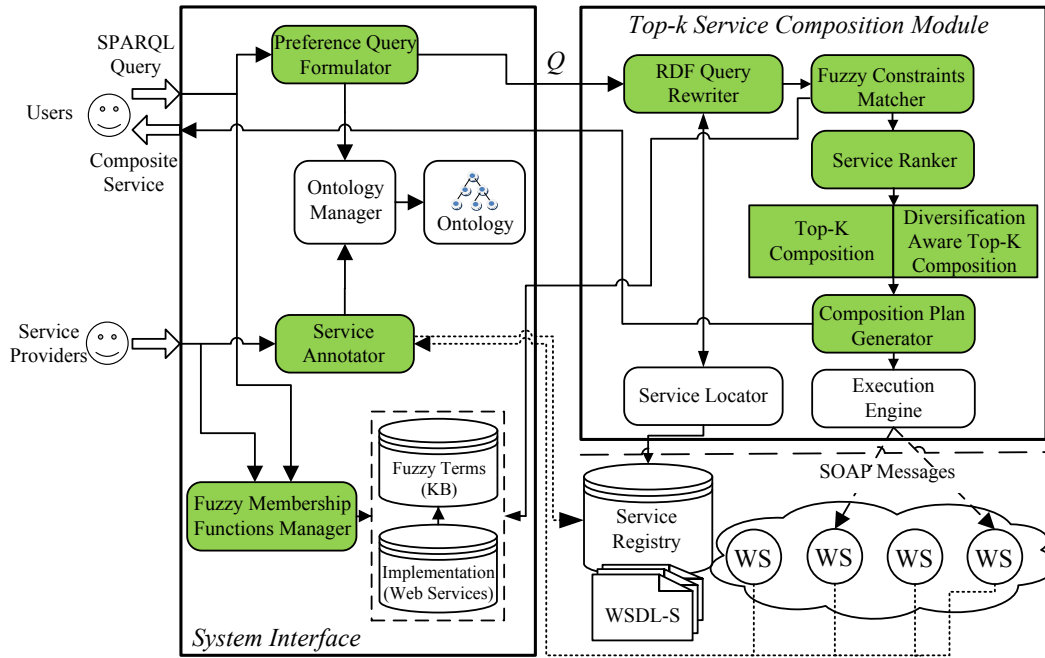 Top-k Service Composition Module
SPARQL
Query
Users
Composite
Service
Preference Query
Formulator
Q
RDF Query
Rewriter
Fuzzy Constraints
Matcher
Service Ranker
Ontology
Manager
Ontology
Top-K
Composition
Diversification
Aware Top-K
Composition
Service
Providers
Service
Annotator
Composition Plan
Generator
Service Locator
Execution
Engine
Fuzzy Terms
(KB)
SOAP Messages
Fuzzy Membership
Functions Manager
Implementation
(Web Services)
Service
Registry
WS
WS
WS
WS
WSDL-S
System Interface